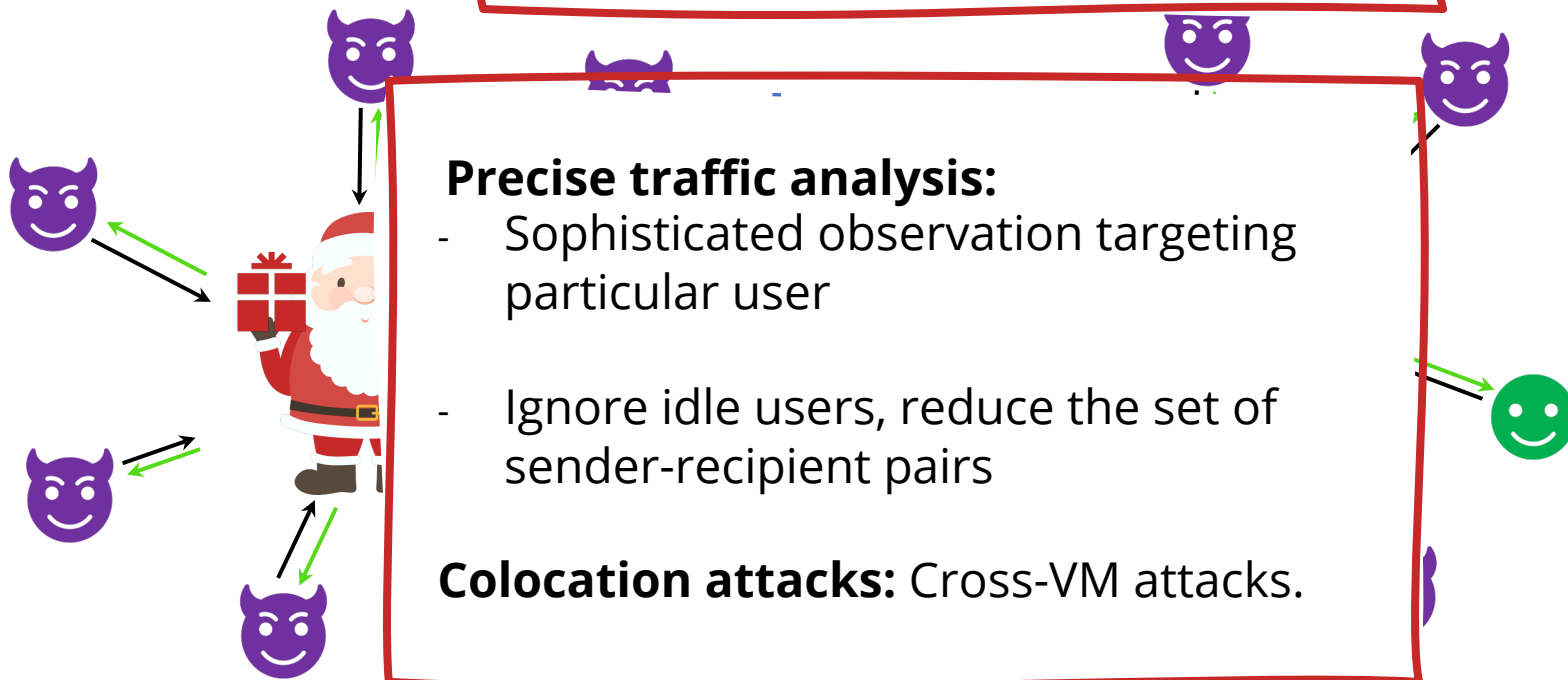 Precise traffic analysis:
- Sophisticated observation targeting
particular user
- Ignore idle users, reduce the set of
sender-recipient pairs
Colocation attacks: Cross-VM attacks.